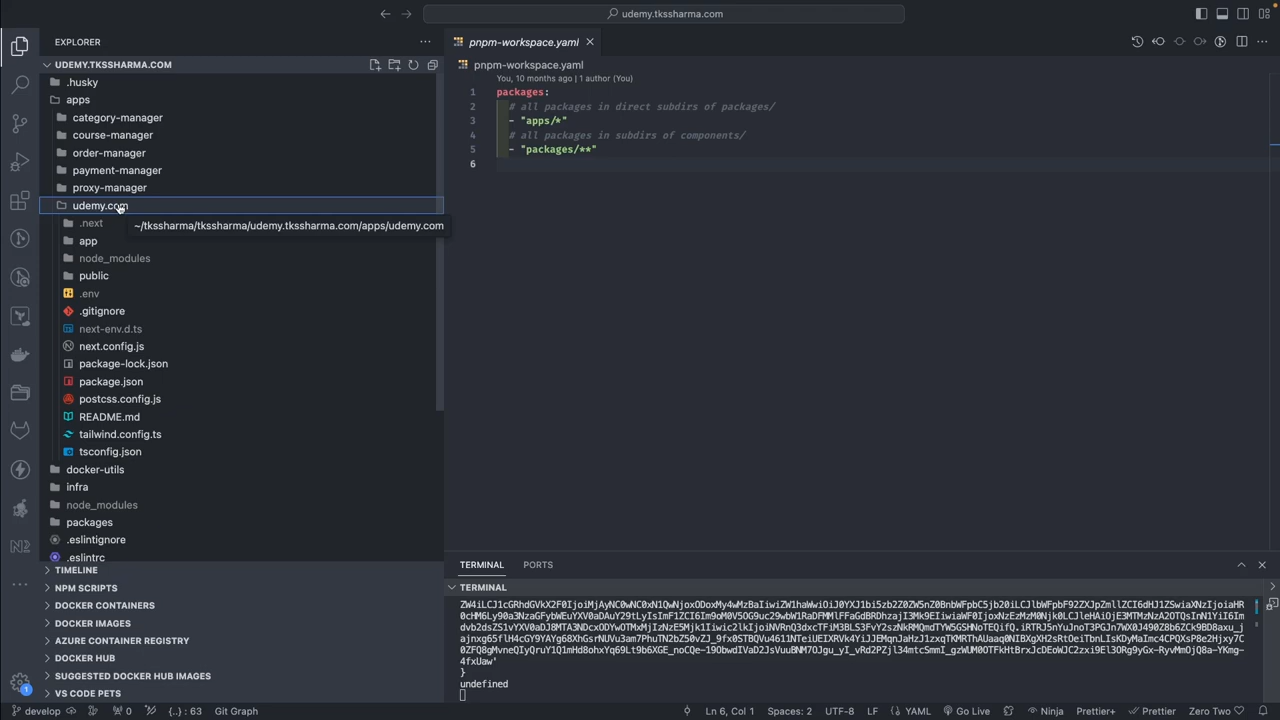 udemy.tkssharma.com
EXPLORER
UDEMY.TKSSHARMA.COM
.husky
apps
category-manager
course-manager
order-manager
payment-manager
proxy-manager
udemy.com
.next
~/tkssharma/tkssharma/udemy.tkssharma.com/apps/udemy.com
app
node_modules
public
.env
.gitignore
next-env.d.ts
next.config.js
package-lock.json
package.json
postcss.config.js
README.md
tailwind.config.ts
tsconfig.json
docker-utils
infra
node_modules
packages
.eslintignore
.eslintrc
TIMELINE
NPM SCRIPTS
DOCKER CONTAINERS
DOCKER IMAGES
AZURE CONTAINER REGISTRY
DOCKER HUB
SUGGESTED DOCKER HUB IMAGES
VS CODE PETS
pnpm-workspace.yaml
pnpm-workspace.yaml
You, 10 months ago | 1 author (You)
1 packages:
2 # all packages in direct subdirs of packages/
3 - "apps/*"
4 # all packages in subdirs of components/
5 - "packages/**"
6
TERMINAL PORTS
TERMINAL
4fxUaw'
}
undefined
1
develop 0 {..} : 63 Git Graph Ln 6, Col 1 Spaces: 2 UTF-8 LF YAML Go Live Ninja Prettier+ Prettier Zero Two